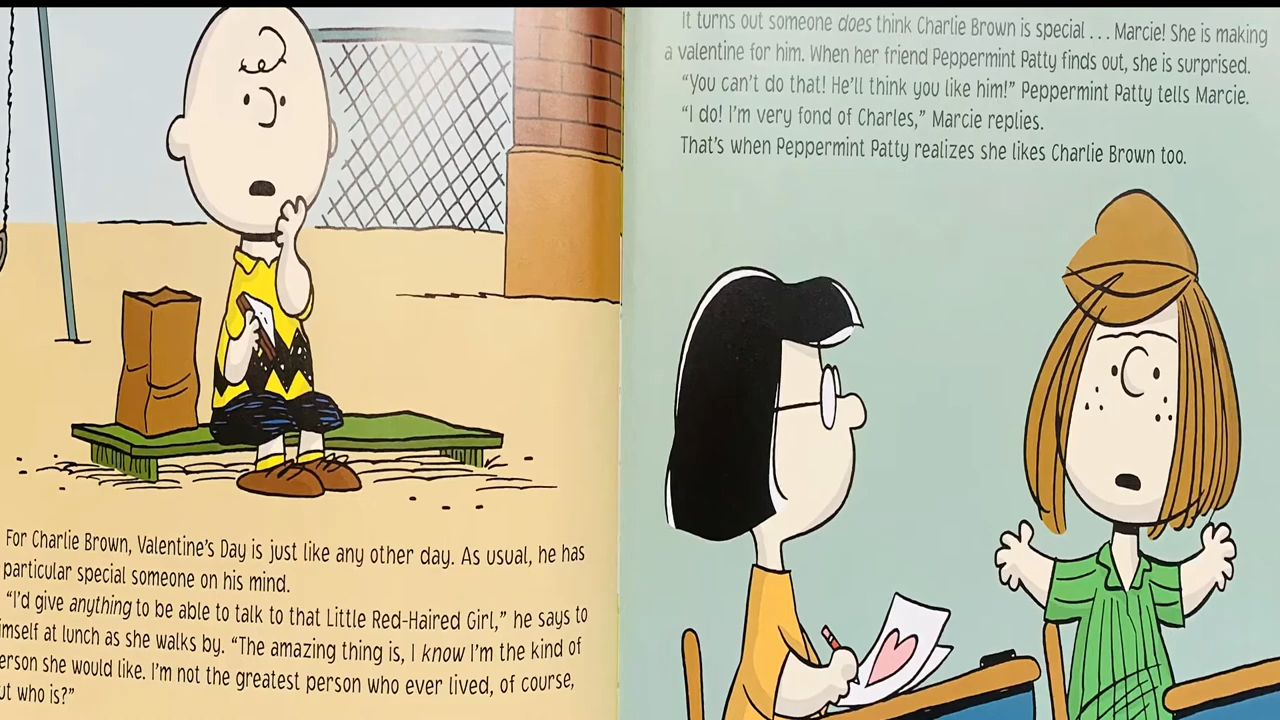 For Charlie Brown, Valentine's Day is just like any other day. As usual, he has
particular special someone on his mind.
"I'd give anything to be able to talk to that Little Red-Haired Girl," he says to
imself at lunch as she walks by. "The amazing thing is, I know I'm the kind of
erson she would like. I'm not the greatest person who ever lived, of course,
ut who is?"
It turns out someone does think Charlie Brown is special . . . Marcie! She is making
a valentine for him. When her friend Peppermint Patty finds out, she is surprised.
"You can't do that! He'll think you like him!" Peppermint Patty tells Marcie.
"I do! I'm very fond of Charles," Marcie replies.
That's when Peppermint Patty realizes she likes Charlie Brown too.